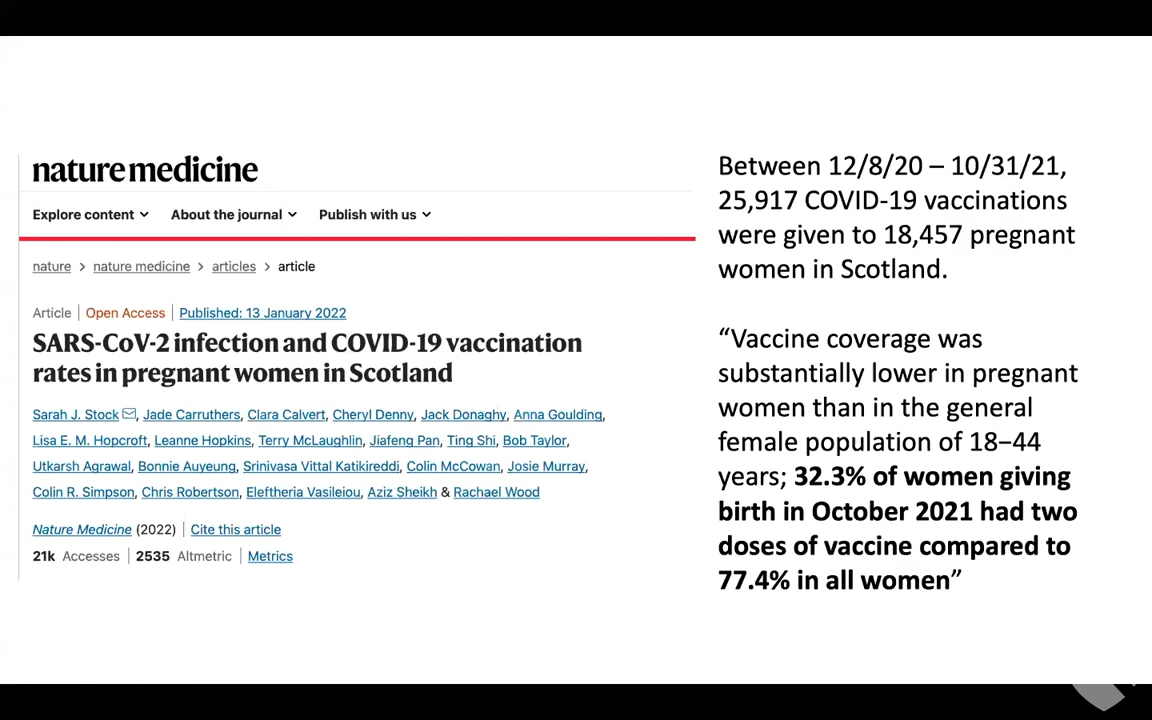 nature medicine
Explore content
About the journal
Publish with us
nature > nature medicine > articles > article
Article | Open Access | Published: 13 January 2022
SARS-CoV-2 infection and COVID-19 vaccination
rates in pregnant women in Scotland
Sarah J. Stock, Jade Carruthers, Clara Calvert, Cheryl Denny, Jack Donaghy, Anna Goulding,
Lisa E. M. Hopcroft, Leanne Hopkins, Terry McLaughlin, Jiafeng Pan, Ting Shi, Bob Taylor,
Utkarsh Agrawal, Bonnie Auyeung, Srinivasa Vittal Katikireddi, Colin McCowan, Josie Murray,
Colin R. Simpson, Chris Robertson, Eleftheria Vasileiou, Aziz Sheikh & Rachael Wood
Nature Medicine (2022) | Cite this article
21k Accesses | 2535 Altmetric | Metrics
Between 12/8/20 – 10/31/21,
25,917 COVID-19 vaccinations
were given to 18,457 pregnant
women in Scotland.
“Vaccine coverage was
substantially lower in pregnant
women than in the general
female population of 18−44
years; 32.3% of women giving
birth in October 2021 had two
doses of vaccine compared to
77.4% in all women”